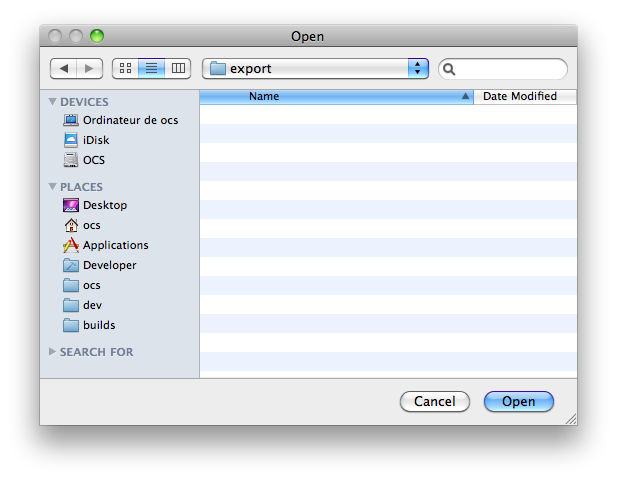 Open
export
Name
Date Modified
DEVICES
Ordinateur de ocs
iDisk
OCS
PLACES
Desktop
ocs
Applications
Developer
ocs
dev
builds
SEARCH FOR
Cancel
Open